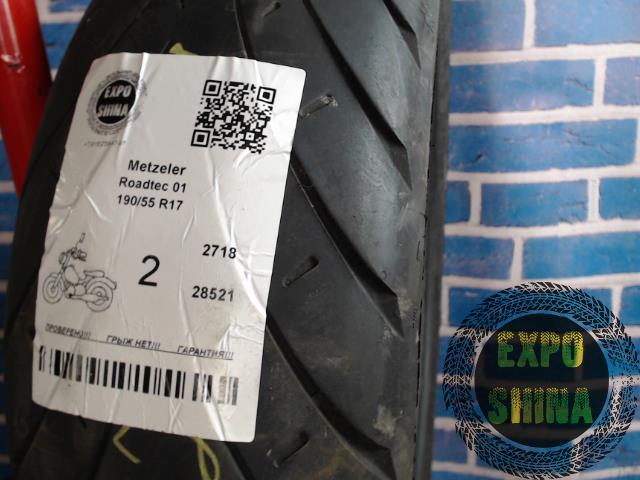 EXPO
SHINA
Metzeler
Roadtec 01
190/55 R17
2
2718
28521
ПРОВЕРЕНО!!! ГРЫЖ НЕТ!!! ГАРАНТИЯ!!!
EXPO
SHINA